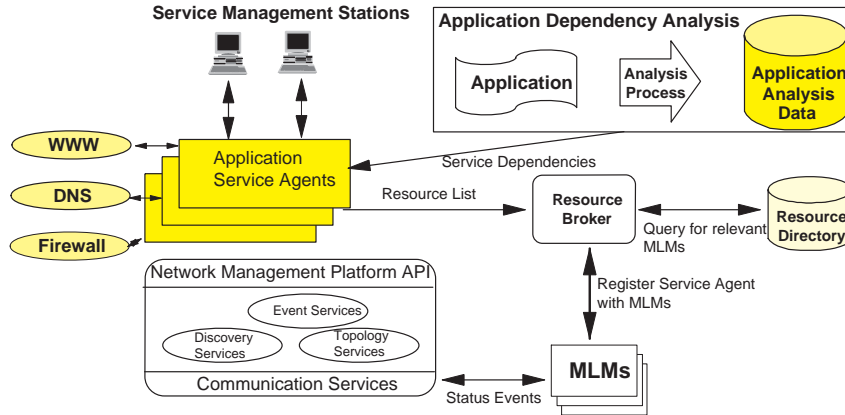 Service Management Stations
Application Dependency Analysis
Application
Analysis
Process
Application
Analysis
Data
WWW
DNS
Firewall
Application
Service Agents
Service Dependencies
Resource List
Resource
Broker
Query for relevant
MLMs
Resource
Directory
Network Management Platform API
Event Services
Discovery
Services
Topology
Services
Communication Services
Register Service Agent
with MLMs
Status Events
MLMs